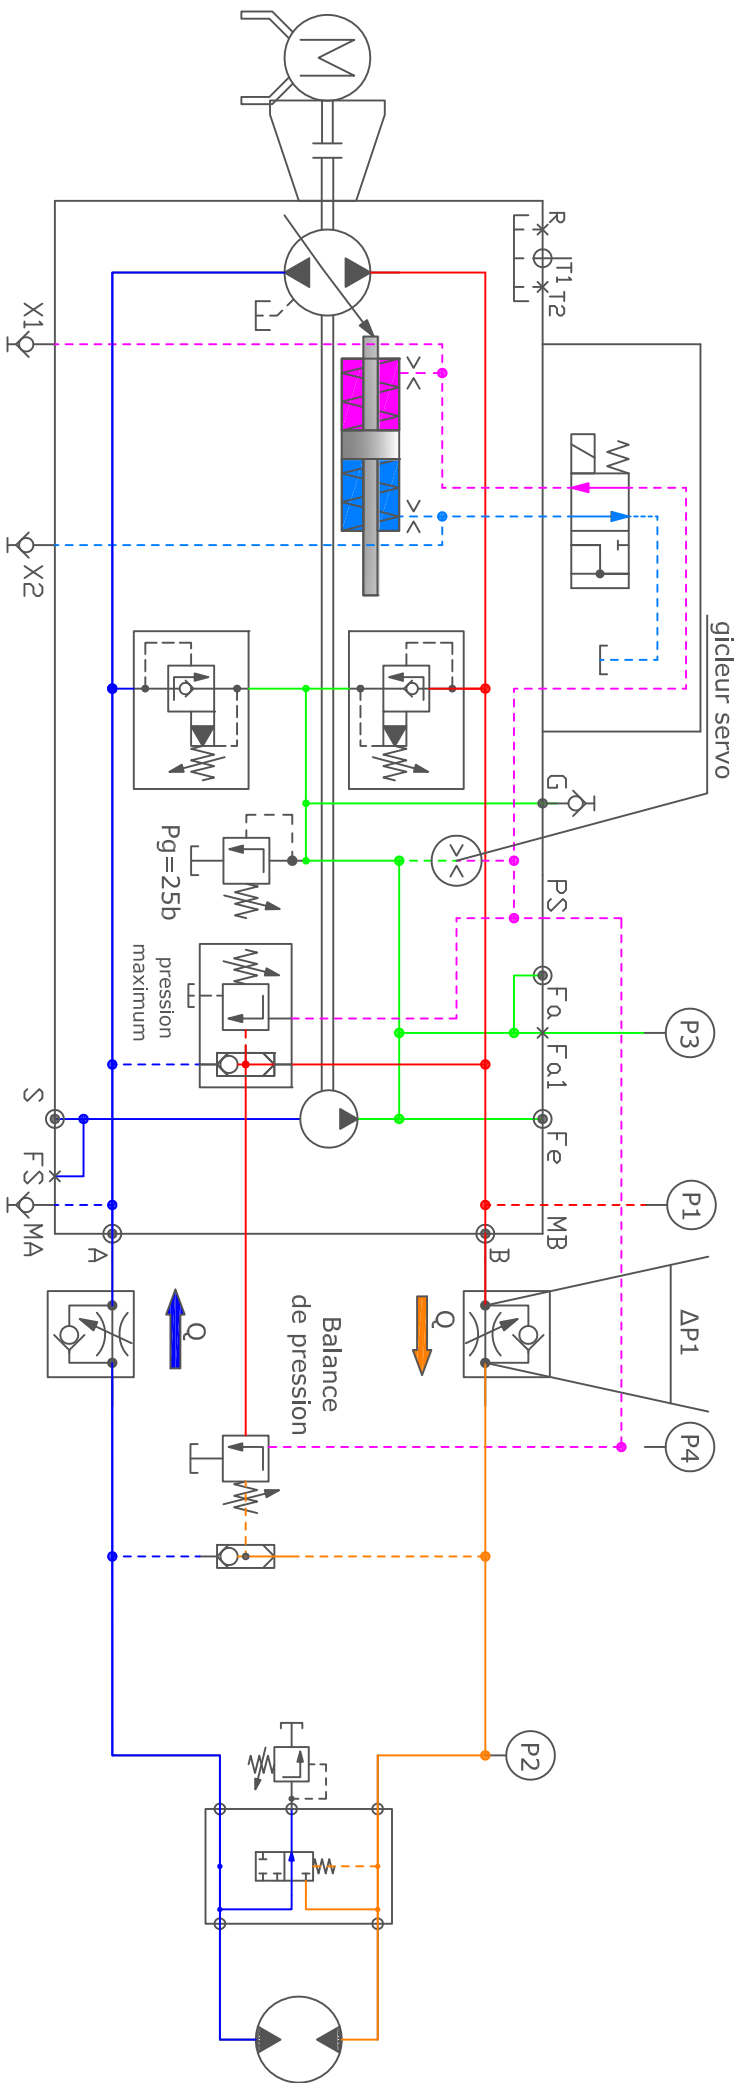 M
R
T1
T2
X1
X2
gicleur servo
G
Pg=25b
PS
pression
maximum
Fa
P3
Fa1
Fe
S
FS
MA
P1
MB
A
B
Q
Q
ΔP1
Balance
de pression
P4
P2